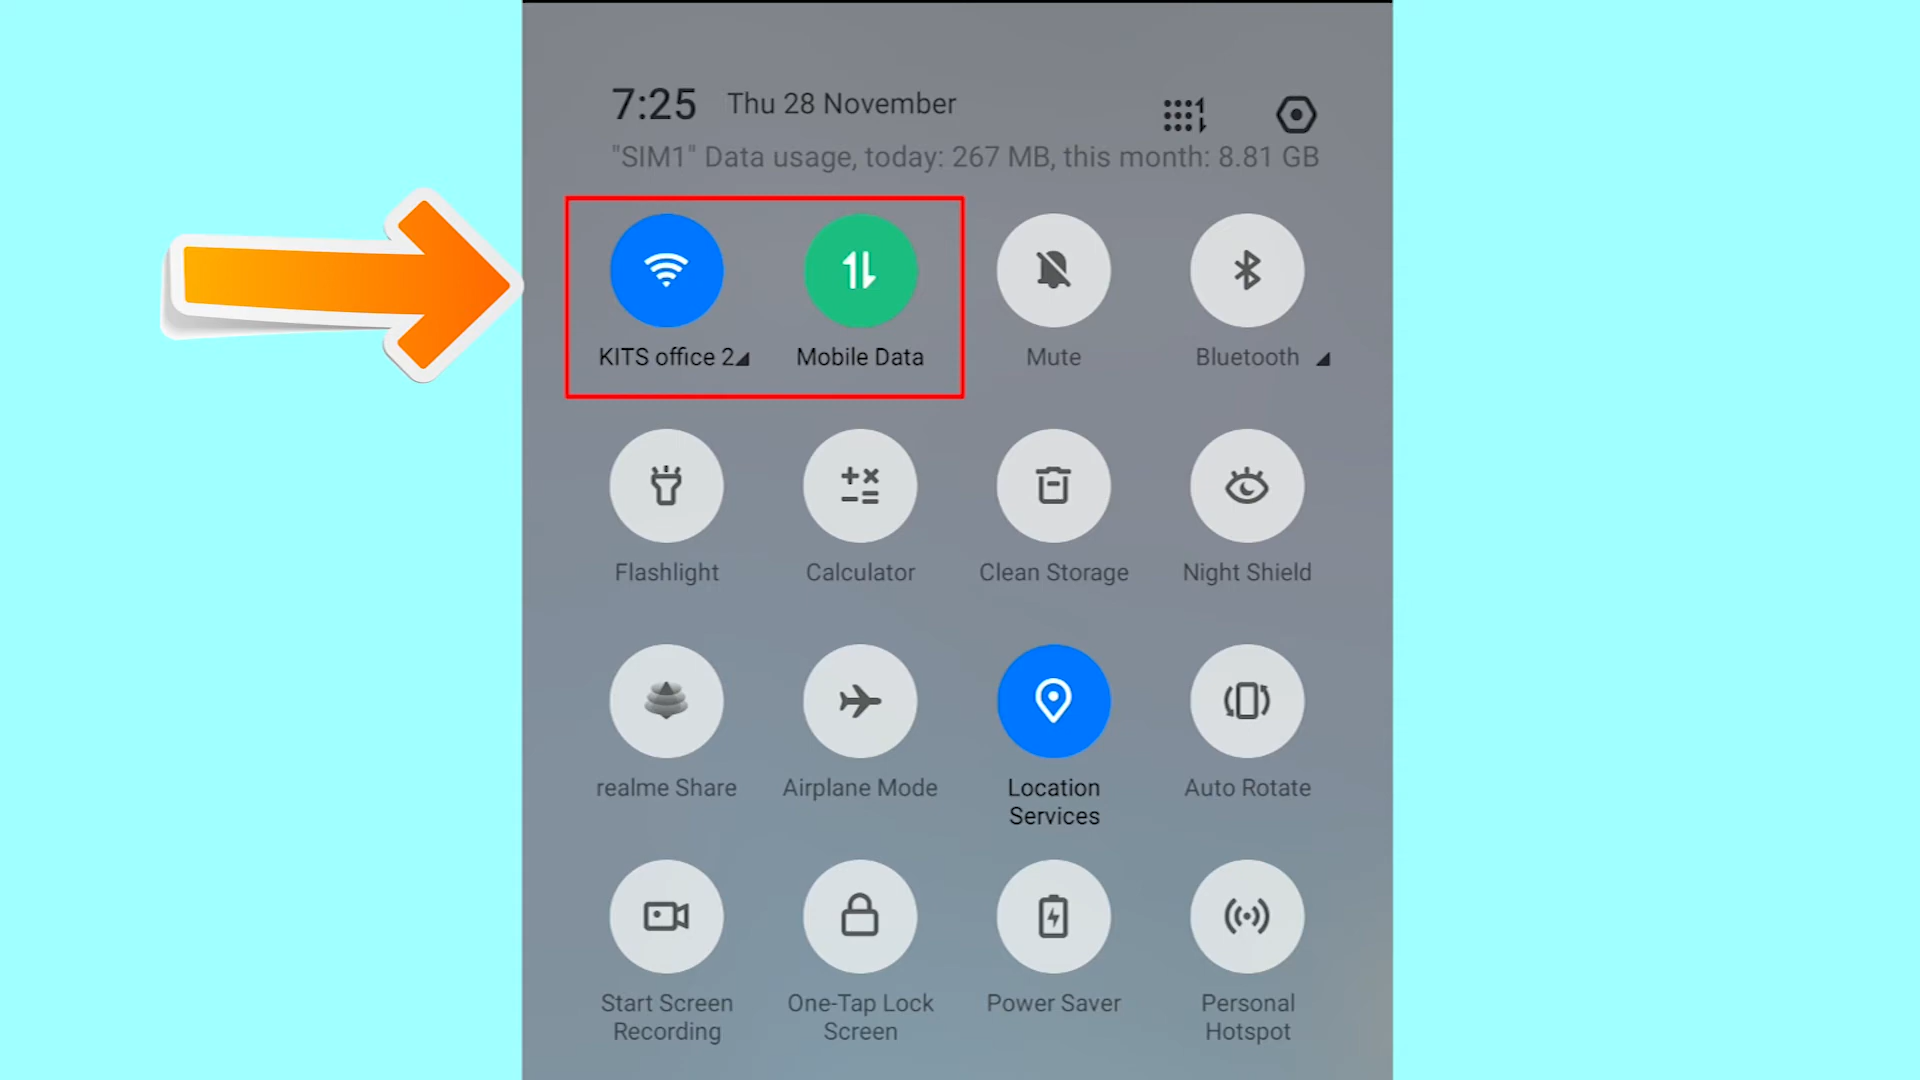 7:25 Thu 28 November
"SIM1" Data usage, today: 267 MB, this month: 8.81 GB
KITS office 2 Mobile Data Mute Bluetooth
Flashlight Calculator Clean Storage Night Shield
realme Share Airplane Mode Location Services Auto Rotate
Start Screen Recording One-Tap Lock Screen Power Saver Personal Hotspot